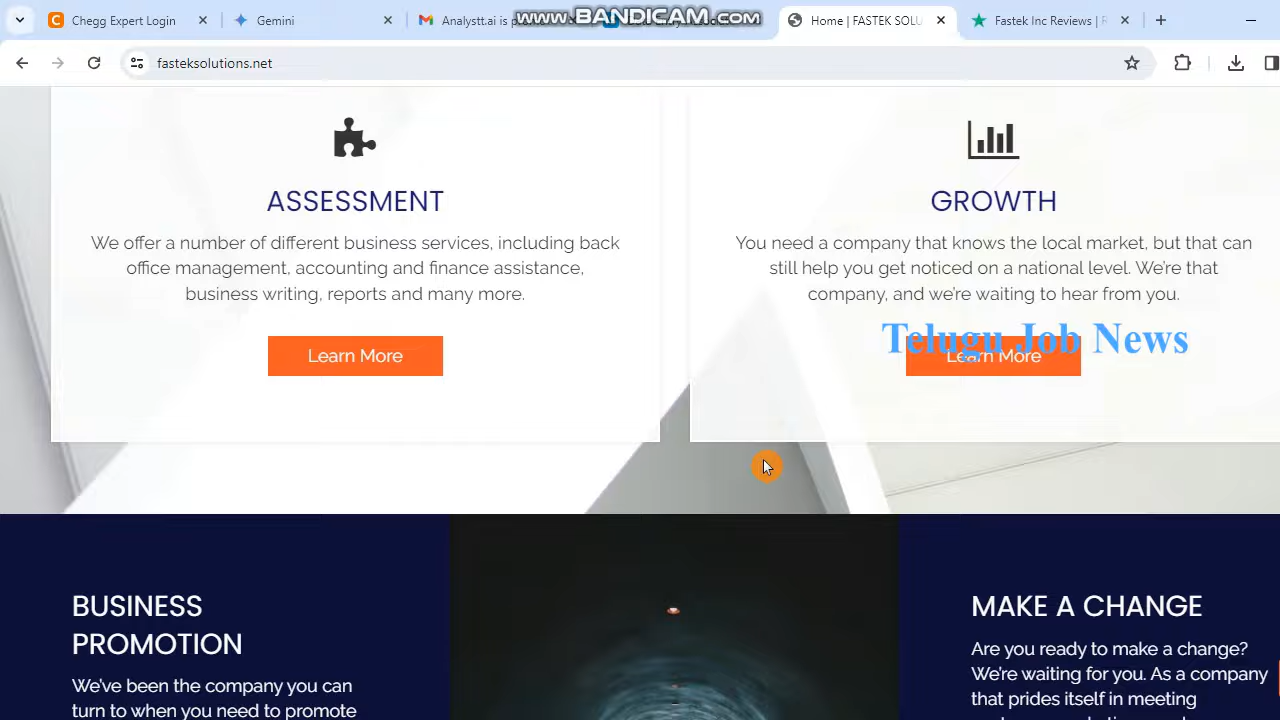 Chegg Expert Login
Gemini
Analystt.ai is
www.BANDICAM.com
Home | FASTEK SOLU
Fastek Inc Reviews |
fasteksolutions.net
ASSESSMENT
We offer a number of different business services, including back
office management, accounting and finance assistance,
business writing, reports and many more.
Learn More
GROWTH
You need a company that knows the local market, but that can
still help you get noticed on a national level. We’re that
company, and we’re waiting to hear from you.
Learn More
Telugu Job News
BUSINESS
PROMOTION
We’ve been the company you can
turn to when you need to promote
MAKE A CHANGE
Are you ready to make a change?
We’re waiting for you. As a company
that prides itself in meeting